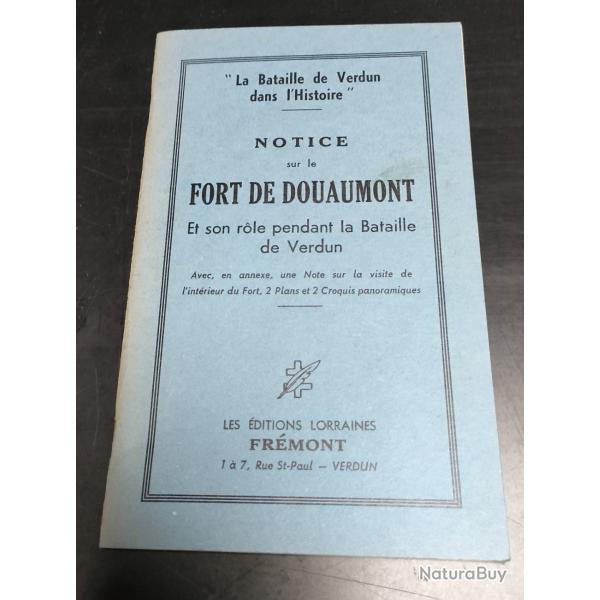 " La Bataille de Verdun
dans l'Histoire "
NOTICE
sur le
FORT DE DOUAUMONT
Et son rôle pendant la Bataille
de Verdun
Avec, en annexe, une Note sur la visite de
l'intérieur du Fort, 2 Plans et 2 Croquis panoramiques
LES ÉDITIONS LORRAINES
FRÉMONT
1 à 7, Rue St-Paul — VERDUN
NaturaBuy